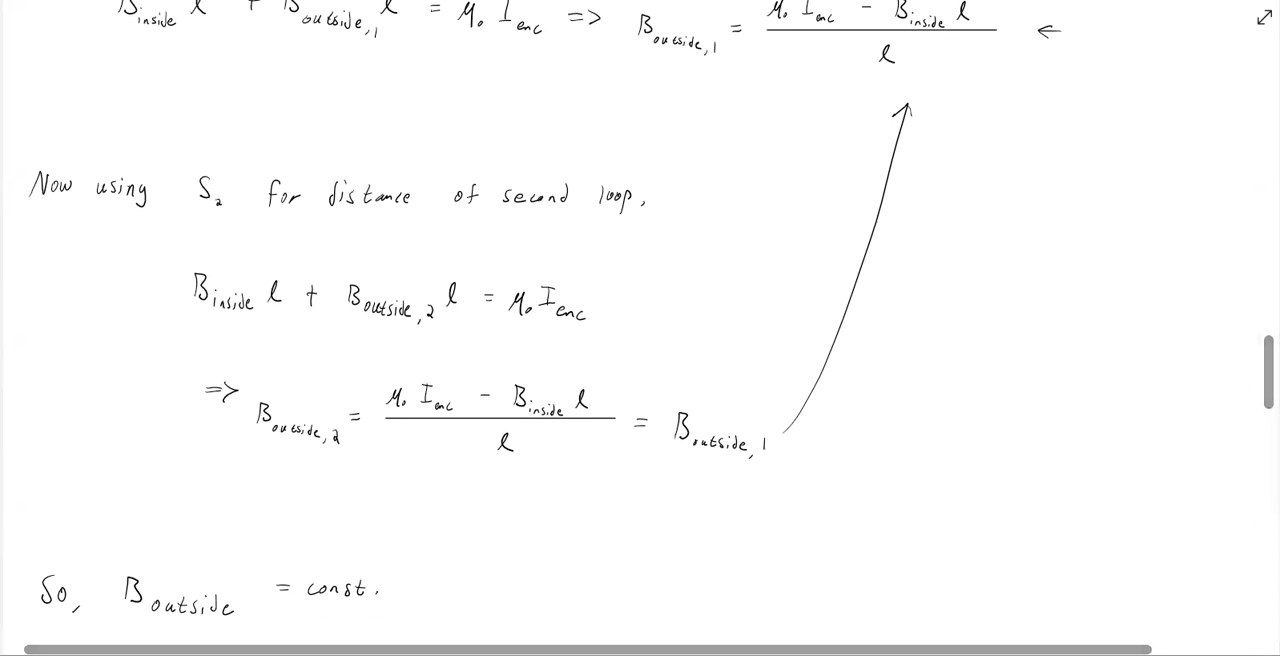 B_inside l + B_outside,1 l = μ₀ I_enc => B_outside,1 = (μ₀ I_enc - B_inside l) / l ←
Now using S₂ for distance of second loop,
B_inside l + B_outside,2 l = μ₀ I_enc
=> B_outside,2 = (μ₀ I_enc - B_inside l) / l = B_outside,1
So, B_outside = const.